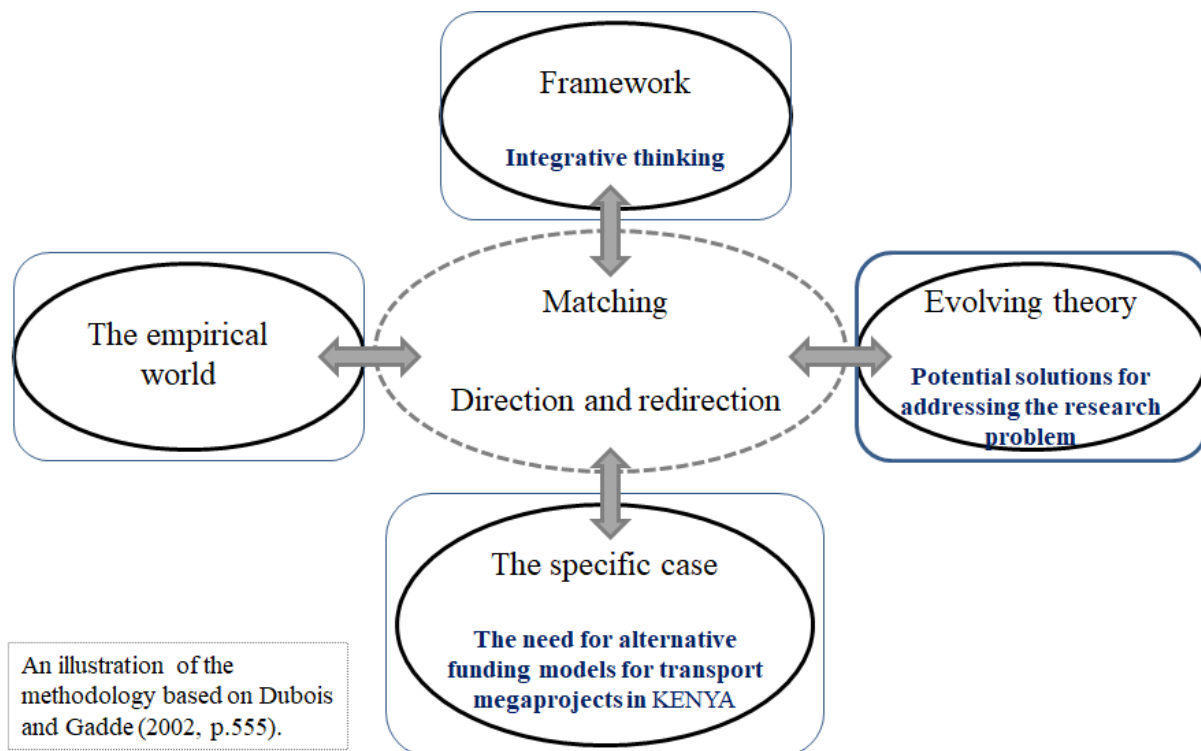 Framework
Integrative thinking
The empirical
world
Matching
Direction and redirection
Evolving theory
Potential solutions for
addressing the research
problem
The specific case
The need for alternative
funding models for transport
megaprojects in KENYA
An illustration of the
methodology based on Dubois
and Gadde (2002, p.555).